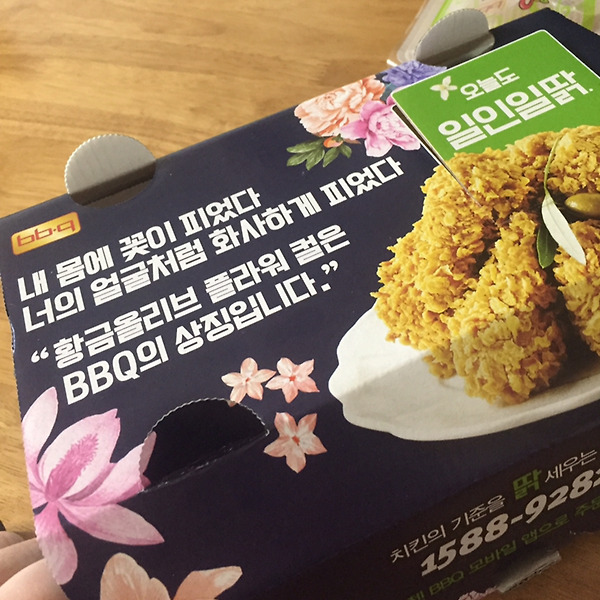 bb.q
오늘도
일인일닭.
내 몸에 꽃이 피었다
너의 얼굴처럼 화사하게 피었다
“황금올리브 플라워 컬은
BBQ의 상징입니다.”
치킨의 기준을 딹 세우는
1588-9282
BBQ 모바일 앱으로